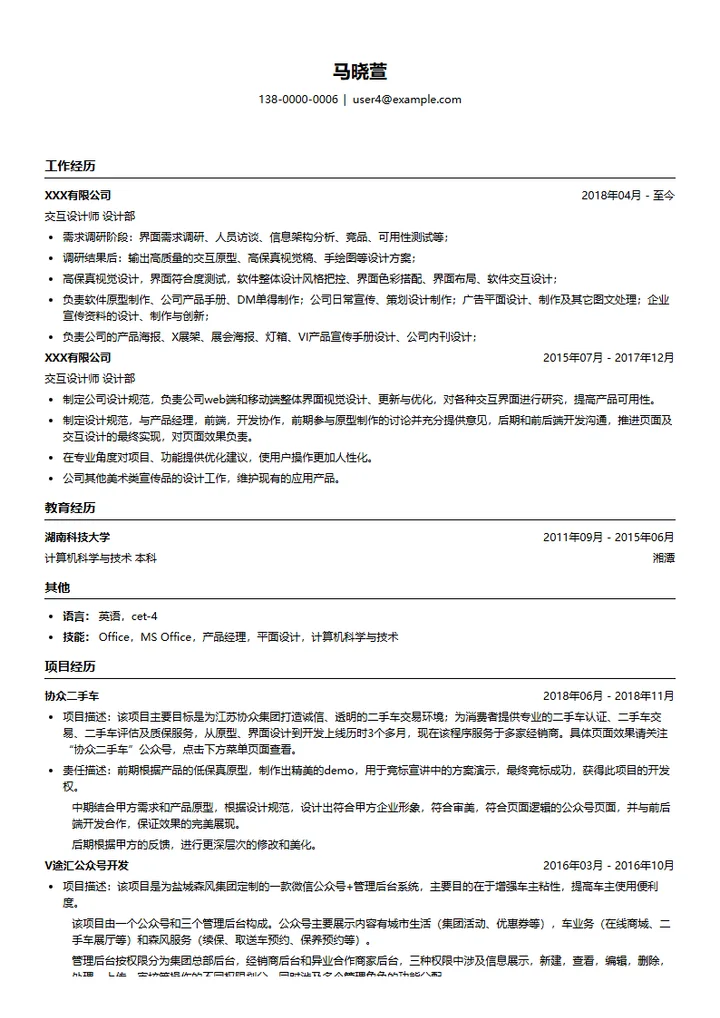 马晓萱
138-0000-0006 | user4@example.com
工作经历
XXX有限公司 2018年04月 - 至今
交互设计师 设计部
• 需求调研阶段：界面需求调研、人员访谈、信息架构分析、竞品、可用性测试等；
• 调研结果后：输出高质量的交互原型、高保真视觉稿、手绘图等设计方案；
• 高保真视觉设计，界面符合度测试，软件整体设计风格把控、界面色彩搭配、界面布局、软件交互设计；
• 负责软件原型制作、公司产品手册、DM单得制作；公司日常宣传、策划设计制作；广告平面设计、制作及其它图文处理；企业
宣传资料的设计、制作与创新；
• 负责公司的产品海报、X展架、展会海报、灯箱、VI产品宣传手册设计、公司内刊设计；
XXX有限公司 2015年07月 - 2017年12月
交互设计师 设计部
• 制定公司设计规范，负责公司web端和移动端整体界面视觉设计、更新与优化，对各种交互界面进行研究，提高产品可用性。
• 制定设计规范，与产品经理，前端，开发协作，前期参与原型制作的讨论并充分提供意见，后期和前后端开发沟通，推进页面及
交互设计的最终实现，对页面效果负责。
• 在专业角度对项目、功能提供优化建议，使用户操作更加人性化。
• 公司其他美术类宣传品的设计工作，维护现有的应用产品。
教育经历
湖南科技大学 2011年09月 - 2015年06月
计算机科学与技术 本科 湘潭
其他
• 语言： 英语，cet-4
• 技能： Office，MS Office，产品经理，平面设计，计算机科学与技术
项目经历
协众二手车 2018年06月 - 2018年11月
• 项目描述：该项目主要目标是为江苏协众集团打造诚信、透明的二手车交易环境；为消费者提供专业的二手车认证、二手车交
易、二手车评估及质保服务，从原型、界面设计到开发上线历时3个多月，现在该程序服务于多家经销商。具体页面效果请关注
“协众二手车”公众号，点击下方菜单页面查看。
• 责任描述：前期根据产品的低保真原型，制作出精美的demo，用于竞标宣讲中的方案演示，最终竞标成功，获得此项目的开发
权。
中期结合甲方需求和产品原型，根据设计规范，设计出符合甲方企业形象，符合审美，符合页面逻辑的公众号页面，并与前后
端开发合作，保证效果的完美展现。
后期根据甲方的反馈，进行更深层次的修改和美化。
V途汇公众号开发 2016年03月 - 2016年10月
• 项目描述：该项目是为盐城森风集团定制的一款微信公众号+管理后台系统，主要目的在于增强车主粘性，提高车主使用便利
度。
该项目由一个公众号和三个管理后台构成。公众号主要展示内容有城市生活（集团活动、优惠券等），车业务（在线商城、二
手车展厅等）和森风服务（续保、取送车预约、保养预约等）。
管理后台按权限分为集团总部后台，经销商后台和异业合作商家后台，三种权限中涉及信息展示，新建，查看，编辑，删除，